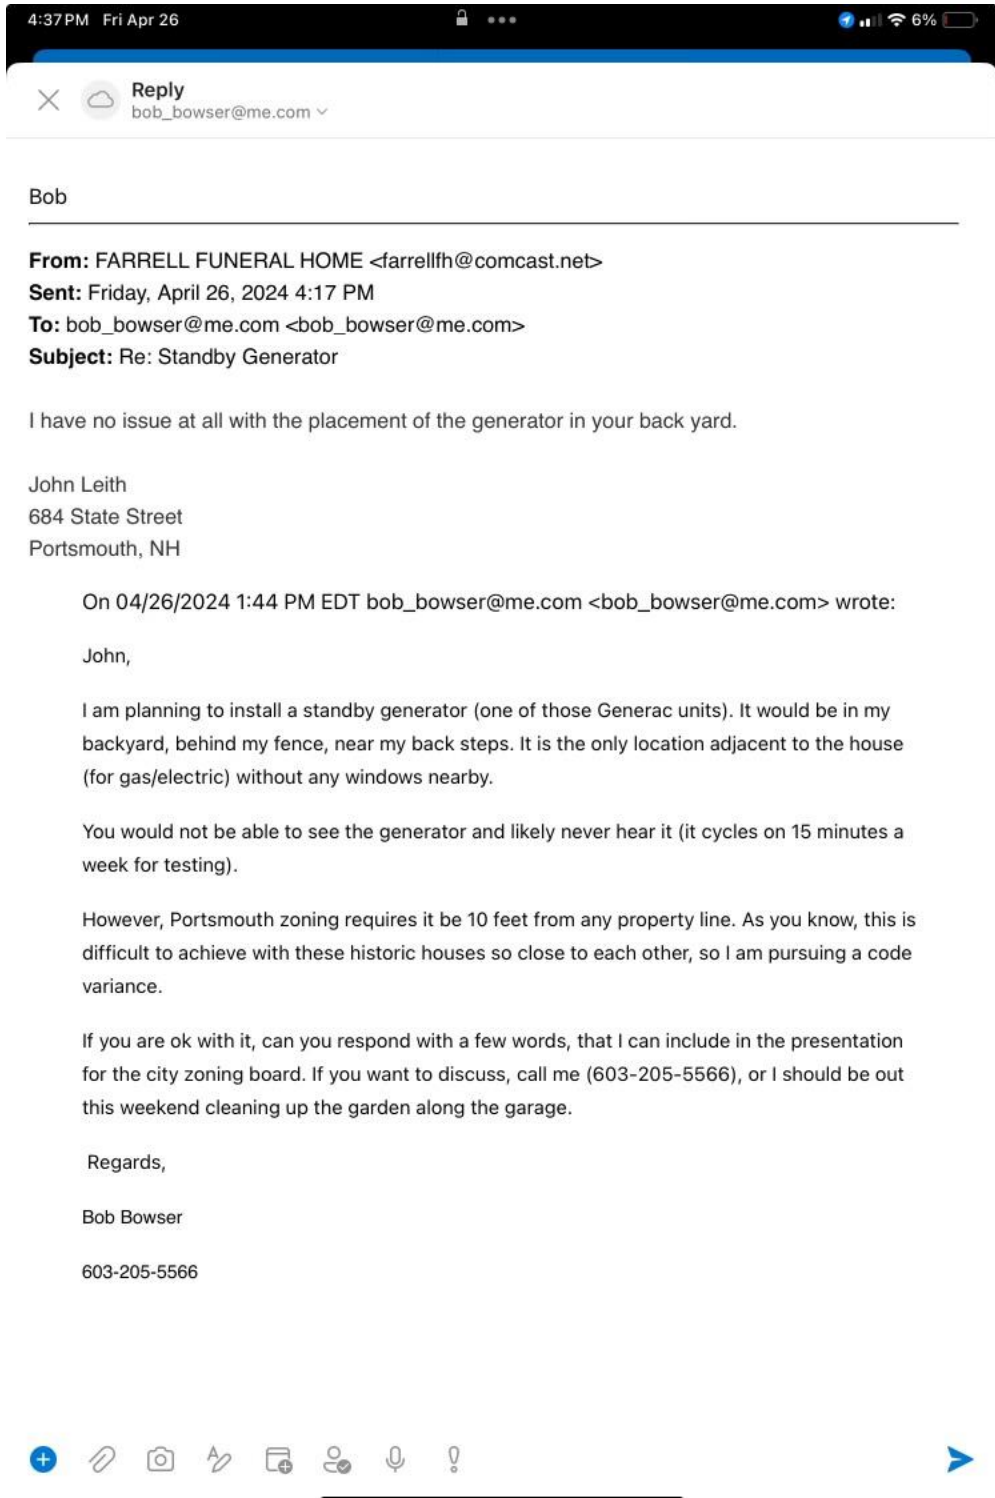 4:37 PM Fri Apr 26
6%
Reply
bob_bowser@me.com
Bob
From: FARRELL FUNERAL HOME <farrellfh@comcast.net>
Sent: Friday, April 26, 2024 4:17 PM
To: bob_bowser@me.com <bob_bowser@me.com>
Subject: Re: Standby Generator
I have no issue at all with the placement of the generator in your back yard.
John Leith
684 State Street
Portsmouth, NH
On 04/26/2024 1:44 PM EDT bob_bowser@me.com <bob_bowser@me.com> wrote:
John,
I am planning to install a standby generator (one of those Generac units). It would be in my
backyard, behind my fence, near my back steps. It is the only location adjacent to the house
(for gas/electric) without any windows nearby.
You would not be able to see the generator and likely never hear it (it cycles on 15 minutes a
week for testing).
However, Portsmouth zoning requires it be 10 feet from any property line. As you know, this is
difficult to achieve with these historic houses so close to each other, so I am pursuing a code
variance.
If you are ok with it, can you respond with a few words, that I can include in the presentation
for the city zoning board. If you want to discuss, call me (603-205-5566), or I should be out
this weekend cleaning up the garden along the garage.
Regards,
Bob Bowser
603-205-5566